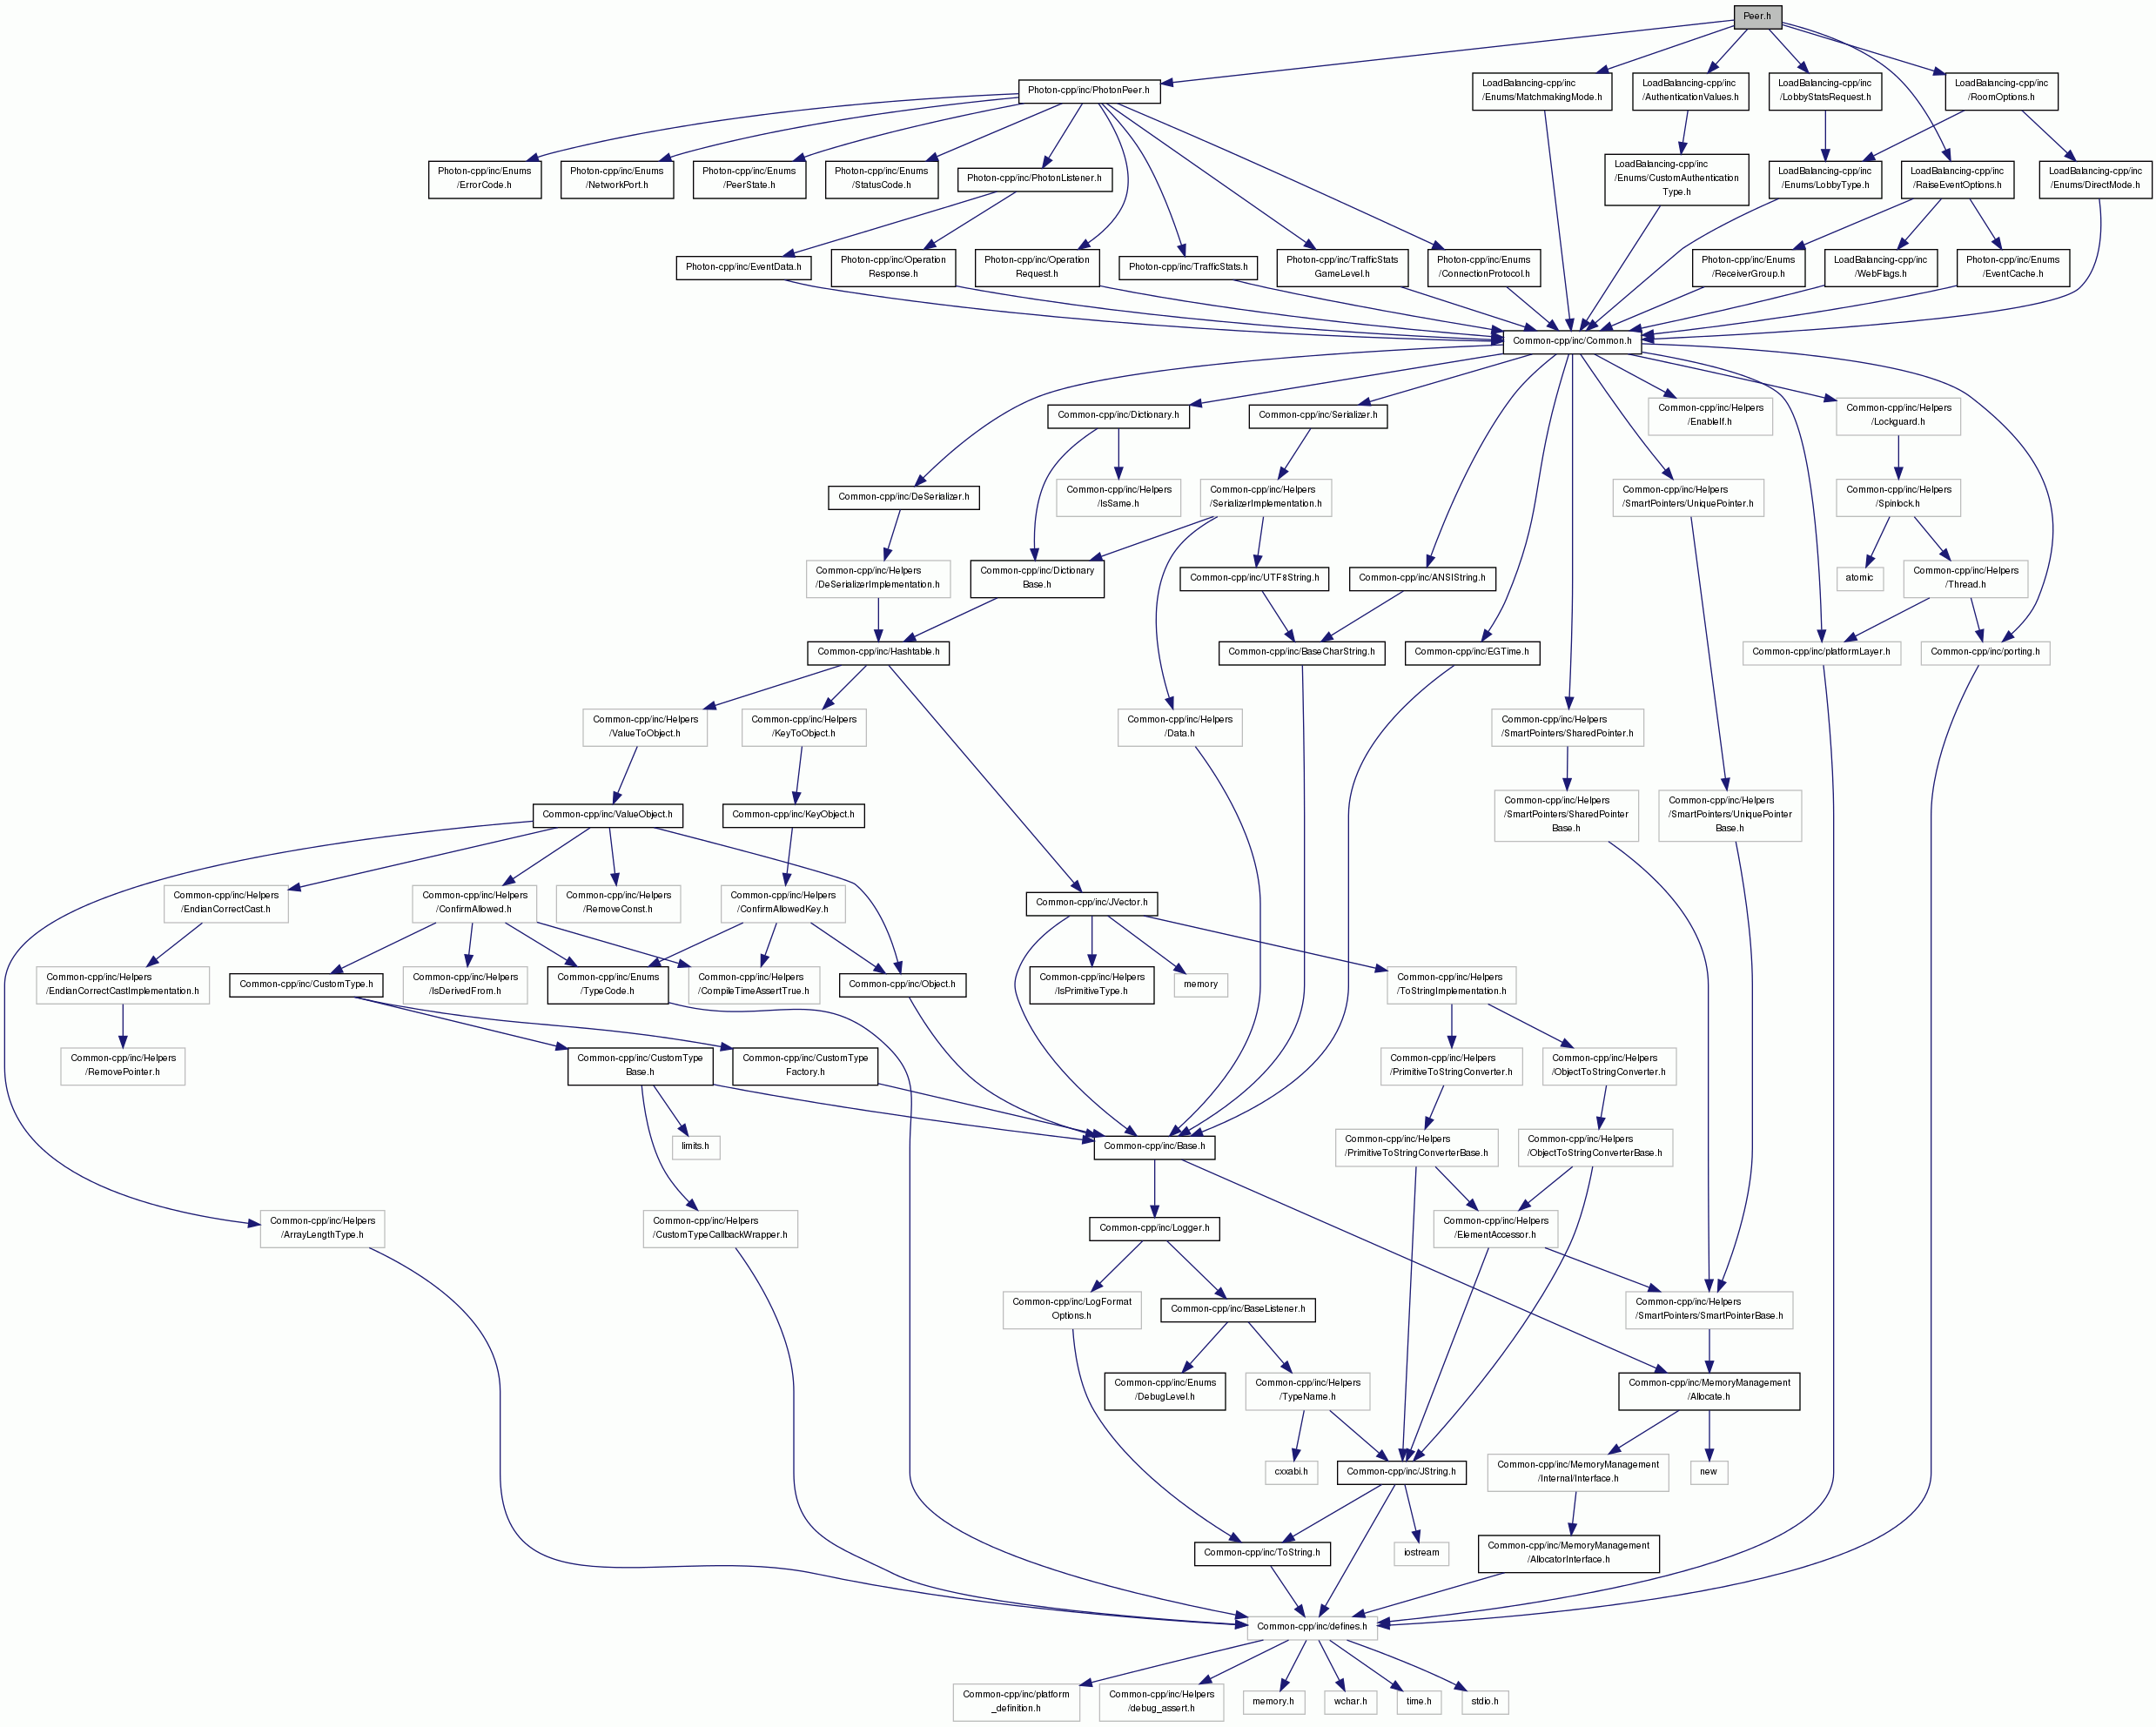 Peer.h
Photon-cpp/inc/PhotonPeer.h
LoadBalancing-cpp/inc
/Enums/MatchmakingMode.h
LoadBalancing-cpp/inc
/AuthenticationValues.h
LoadBalancing-cpp/inc
/LobbyStatsRequest.h
LoadBalancing-cpp/inc
/RoomOptions.h
Photon-cpp/inc/Enums
/ErrorCode.h
Photon-cpp/inc/Enums
/NetworkPort.h
Photon-cpp/inc/Enums
/PeerState.h
Photon-cpp/inc/Enums
/StatusCode.h
Photon-cpp/inc/PhotonListener.h
LoadBalancing-cpp/inc
/Enums/CustomAuthentication
Type.h
LoadBalancing-cpp/inc
/Enums/LobbyType.h
LoadBalancing-cpp/inc
/RaiseEventOptions.h
LoadBalancing-cpp/inc
/Enums/DirectMode.h
Photon-cpp/inc/EventData.h
Photon-cpp/inc/Operation
Response.h
Photon-cpp/inc/Operation
Request.h
Photon-cpp/inc/TrafficStats.h
Photon-cpp/inc/TrafficStats
GameLevel.h
Photon-cpp/inc/Enums
/ConnectionProtocol.h
Photon-cpp/inc/Enums
/ReceiverGroup.h
LoadBalancing-cpp/inc
/WebFlags.h
Photon-cpp/inc/Enums
/EventCache.h
Common-cpp/inc/Common.h
Common-cpp/inc/Dictionary.h
Common-cpp/inc/Serializer.h
Common-cpp/inc/Helpers
/EnableIf.h
Common-cpp/inc/Helpers
/Lockguard.h
Common-cpp/inc/DeSerializer.h
Common-cpp/inc/Helpers
/IsSame.h
Common-cpp/inc/Helpers
/SerializerImplementation.h
Common-cpp/inc/Helpers
/SmartPointers/UniquePointer.h
Common-cpp/inc/Helpers
/Spinlock.h
Common-cpp/inc/Helpers
/DeSerializerImplementation.h
Common-cpp/inc/Dictionary
Base.h
Common-cpp/inc/UTF8String.h
Common-cpp/inc/ANSIString.h
atomic
Common-cpp/inc/Helpers
/Thread.h
Common-cpp/inc/Hashtable.h
Common-cpp/inc/BaseCharString.h
Common-cpp/inc/EGTime.h
Common-cpp/inc/platformLayer.h
Common-cpp/inc/porting.h
Common-cpp/inc/Helpers
/ValueToObject.h
Common-cpp/inc/Helpers
/KeyToObject.h
Common-cpp/inc/Helpers
/Data.h
Common-cpp/inc/Helpers
/SmartPointers/SharedPointer.h
Common-cpp/inc/ValueObject.h
Common-cpp/inc/KeyObject.h
Common-cpp/inc/Helpers
/SmartPointers/SharedPointer
Base.h
Common-cpp/inc/Helpers
/SmartPointers/UniquePointer
Base.h
Common-cpp/inc/Helpers
/EndianCorrectCast.h
Common-cpp/inc/Helpers
/ConfirmAllowed.h
Common-cpp/inc/Helpers
/RemoveConst.h
Common-cpp/inc/Helpers
/ConfirmAllowedKey.h
Common-cpp/inc/JVector.h
Common-cpp/inc/Helpers
/EndianCorrectCastImplementation.h
Common-cpp/inc/CustomType.h
Common-cpp/inc/Helpers
/IsDerivedFrom.h
Common-cpp/inc/Enums
/TypeCode.h
Common-cpp/inc/Helpers
/CompileTimeAssertTrue.h
Common-cpp/inc/Object.h
Common-cpp/inc/Helpers
/IsPrimitiveType.h
memory
Common-cpp/inc/Helpers
/ToStringImplementation.h
Common-cpp/inc/Helpers
/RemovePointer.h
Common-cpp/inc/CustomType
Base.h
Common-cpp/inc/CustomType
Factory.h
Common-cpp/inc/Helpers
/PrimitiveToStringConverter.h
Common-cpp/inc/Helpers
/ObjectToStringConverter.h
limits.h
Common-cpp/inc/Base.h
Common-cpp/inc/Helpers
/PrimitiveToStringConverterBase.h
Common-cpp/inc/Helpers
/ObjectToStringConverterBase.h
Common-cpp/inc/Helpers
/ArrayLengthType.h
Common-cpp/inc/Helpers
/CustomTypeCallbackWrapper.h
Common-cpp/inc/Logger.h
Common-cpp/inc/Helpers
/ElementAccessor.h
Common-cpp/inc/LogFormat
Options.h
Common-cpp/inc/BaseListener.h
Common-cpp/inc/Helpers
/SmartPointers/SmartPointerBase.h
Common-cpp/inc/Enums
/DebugLevel.h
Common-cpp/inc/Helpers
/TypeName.h
Common-cpp/inc/MemoryManagement
/Allocate.h
cxxabi.h
Common-cpp/inc/JString.h
Common-cpp/inc/MemoryManagement
/Internal/Interface.h
new
Common-cpp/inc/ToString.h
iostream
Common-cpp/inc/MemoryManagement
/AllocatorInterface.h
Common-cpp/inc/defines.h
Common-cpp/inc/platform
_definition.h
Common-cpp/inc/Helpers
/debug_assert.h
memory.h
wchar.h
time.h
stdio.h